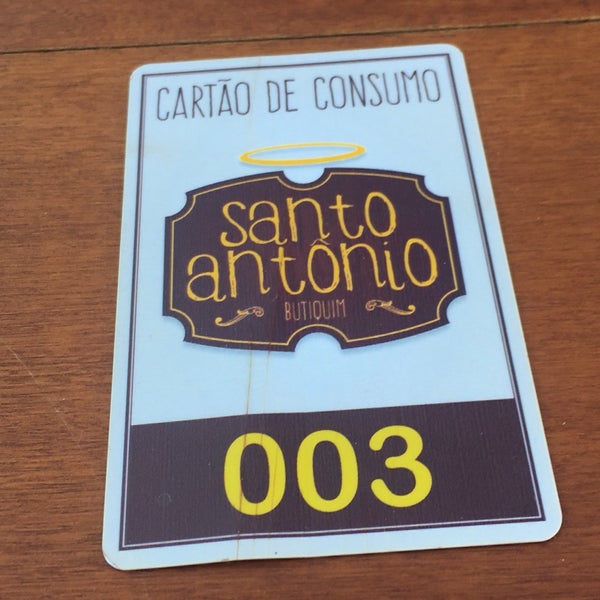 CARTÃO DE CONSUMO
santo
antônio
BUTIQUIM
003